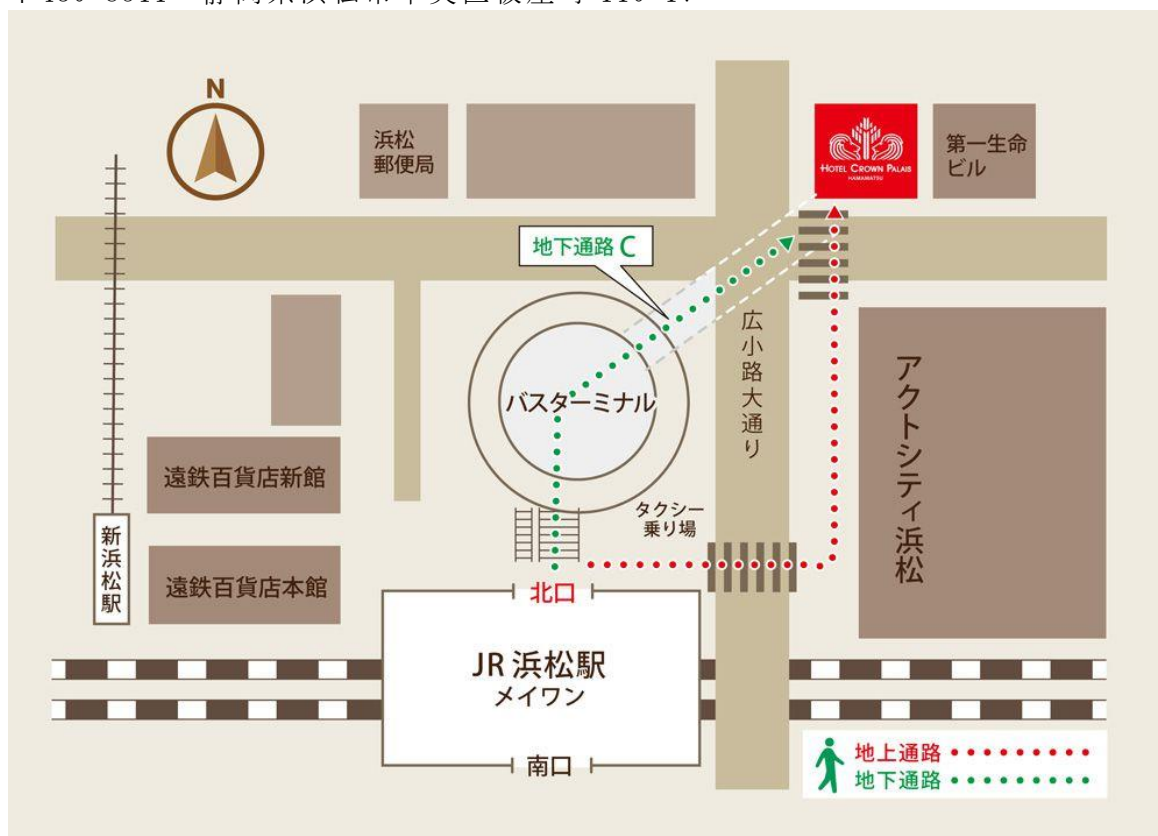 N
浜松
郵便局
HOTEL CROWN PALAIS
HAMAMATSU
第一生命
ビル
地下通路 C
広小路大通り
バスターミナル
アクトシティ浜松
遠鉄百貨店新館
タクシー
乗り場
新浜松駅
遠鉄百貨店本館
北口
JR 浜松駅
メイワン
南口
地上通路
地下通路